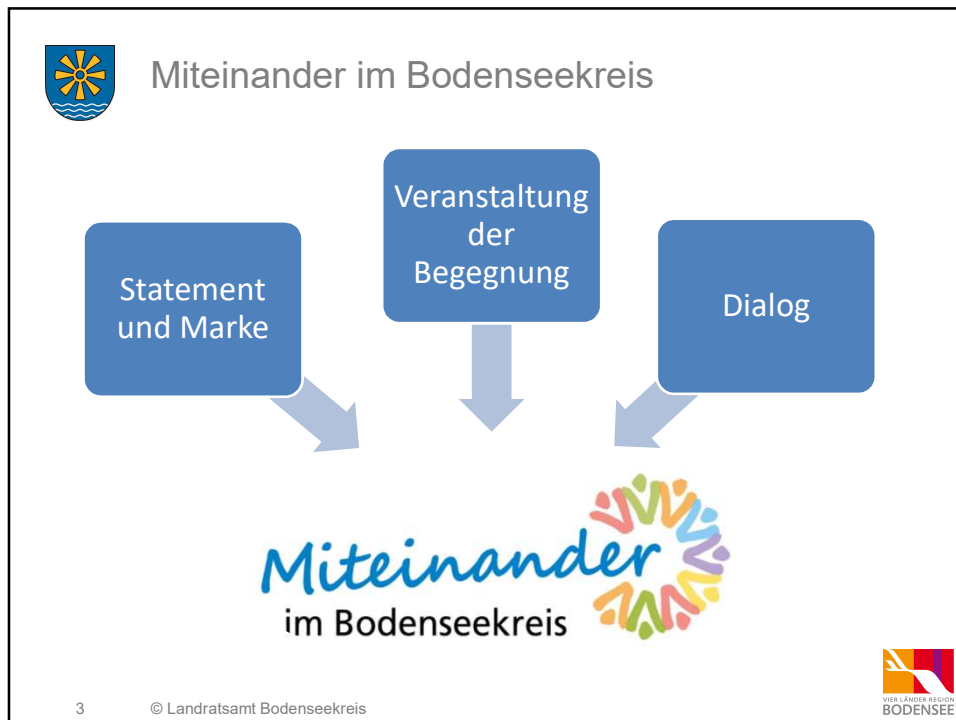 Miteinander im Bodenseekreis
Statement
und Marke
Veranstaltung
der
Begegnung
Dialog
Miteinander
im Bodenseekreis
3
© Landratsamt Bodenseekreis
VIER LÄNDER REGION
BODENSEE